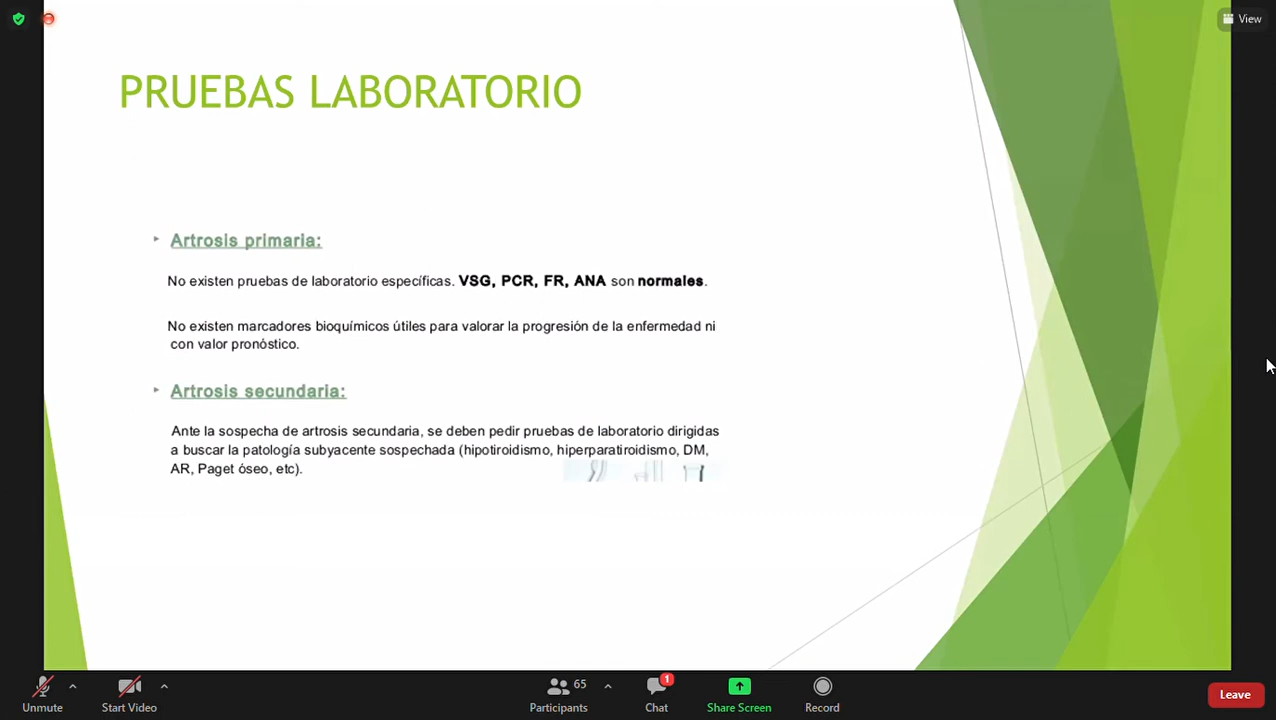 View
PRUEBAS LABORATORIO
Artrosis primaria:
No existen pruebas de laboratorio específicas. VSG, PCR, FR, ANA son normales.
No existen marcadores bioquímicos útiles para valorar la progresión de la enfermedad ni
con valor pronóstico.
Artrosis secundaria:
Ante la sospecha de artrosis secundaria, se deben pedir pruebas de laboratorio dirigidas
a buscar la patología subyacente sospechada (hipotiroidismo, hiperparatiroidismo, DM,
AR, Paget óseo, etc).
65
1
Unmute
Start Video
Participants
Chat
Share Screen
Record
Leave